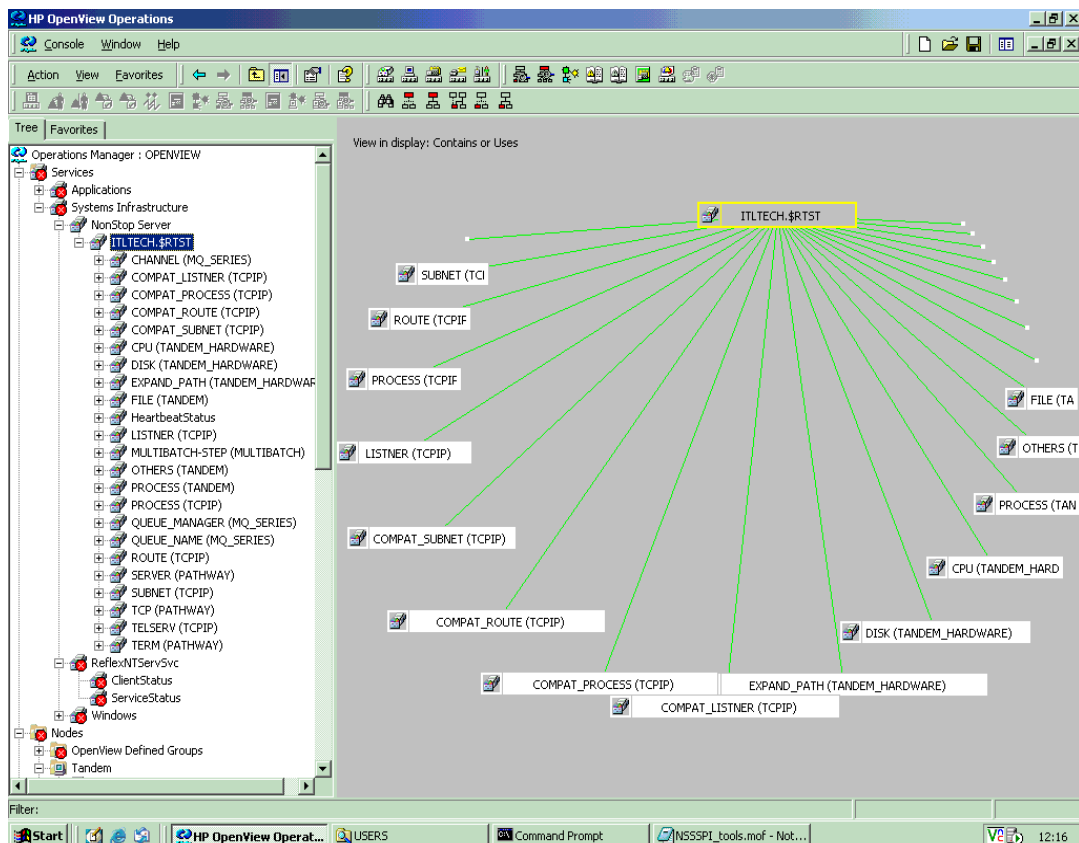 HP OpenView Operations
Console Window Help
Action View Favorites
Tree Favorites
Operations Manager : OPENVIEW
Services
Applications
Systems Infrastructure
NonStop Server
ITLTECH.$RTST
CHANNEL (MQ_SERIES)
COMPAT_LISTNER (TCPIP)
COMPAT_PROCESS (TCPIP)
COMPAT_ROUTE (TCPIP)
COMPAT_SUBNET (TCPIP)
CPU (TANDEM_HARDWARE)
DISK (TANDEM_HARDWARE)
EXPAND_PATH (TANDEM_HARDWAR
FILE (TANDEM)
HeartbeatStatus
LISTNER (TCPIP)
MULTIBATCH-STEP (MULTIBATCH)
OTHERS (TANDEM)
PROCESS (TANDEM)
PROCESS (TCPIP)
QUEUE_MANAGER (MQ_SERIES)
QUEUE_NAME (MQ_SERIES)
ROUTE (TCPIP)
SERVER (PATHWAY)
SUBNET (TCPIP)
TCP (PATHWAY)
TELSERV (TCPIP)
TERM (PATHWAY)
ReflexNTServSvc
ClientStatus
ServiceStatus
Windows
Nodes
OpenView Defined Groups
Tandem
View in display: Contains or Uses
ITLTECH.$RTST
SUBNET (TCI
ROUTE (TCPIF
PROCESS (TCPIF
FILE (TA
LISTNER (TCPIP)
OTHERS (T
PROCESS (TAN
COMPAT_SUBNET (TCPIP)
CPU (TANDEM_HARD
COMPAT_ROUTE (TCPIP)
DISK (TANDEM_HARDWARE)
COMPAT_PROCESS (TCPIP)
EXPAND_PATH (TANDEM_HARDWARE)
COMPAT_LISTNER (TCPIP)
Filter:
Start
HP OpenView Operat...
USERS
Command Prompt
NSSSPI_tools.mof - Not...
12:16